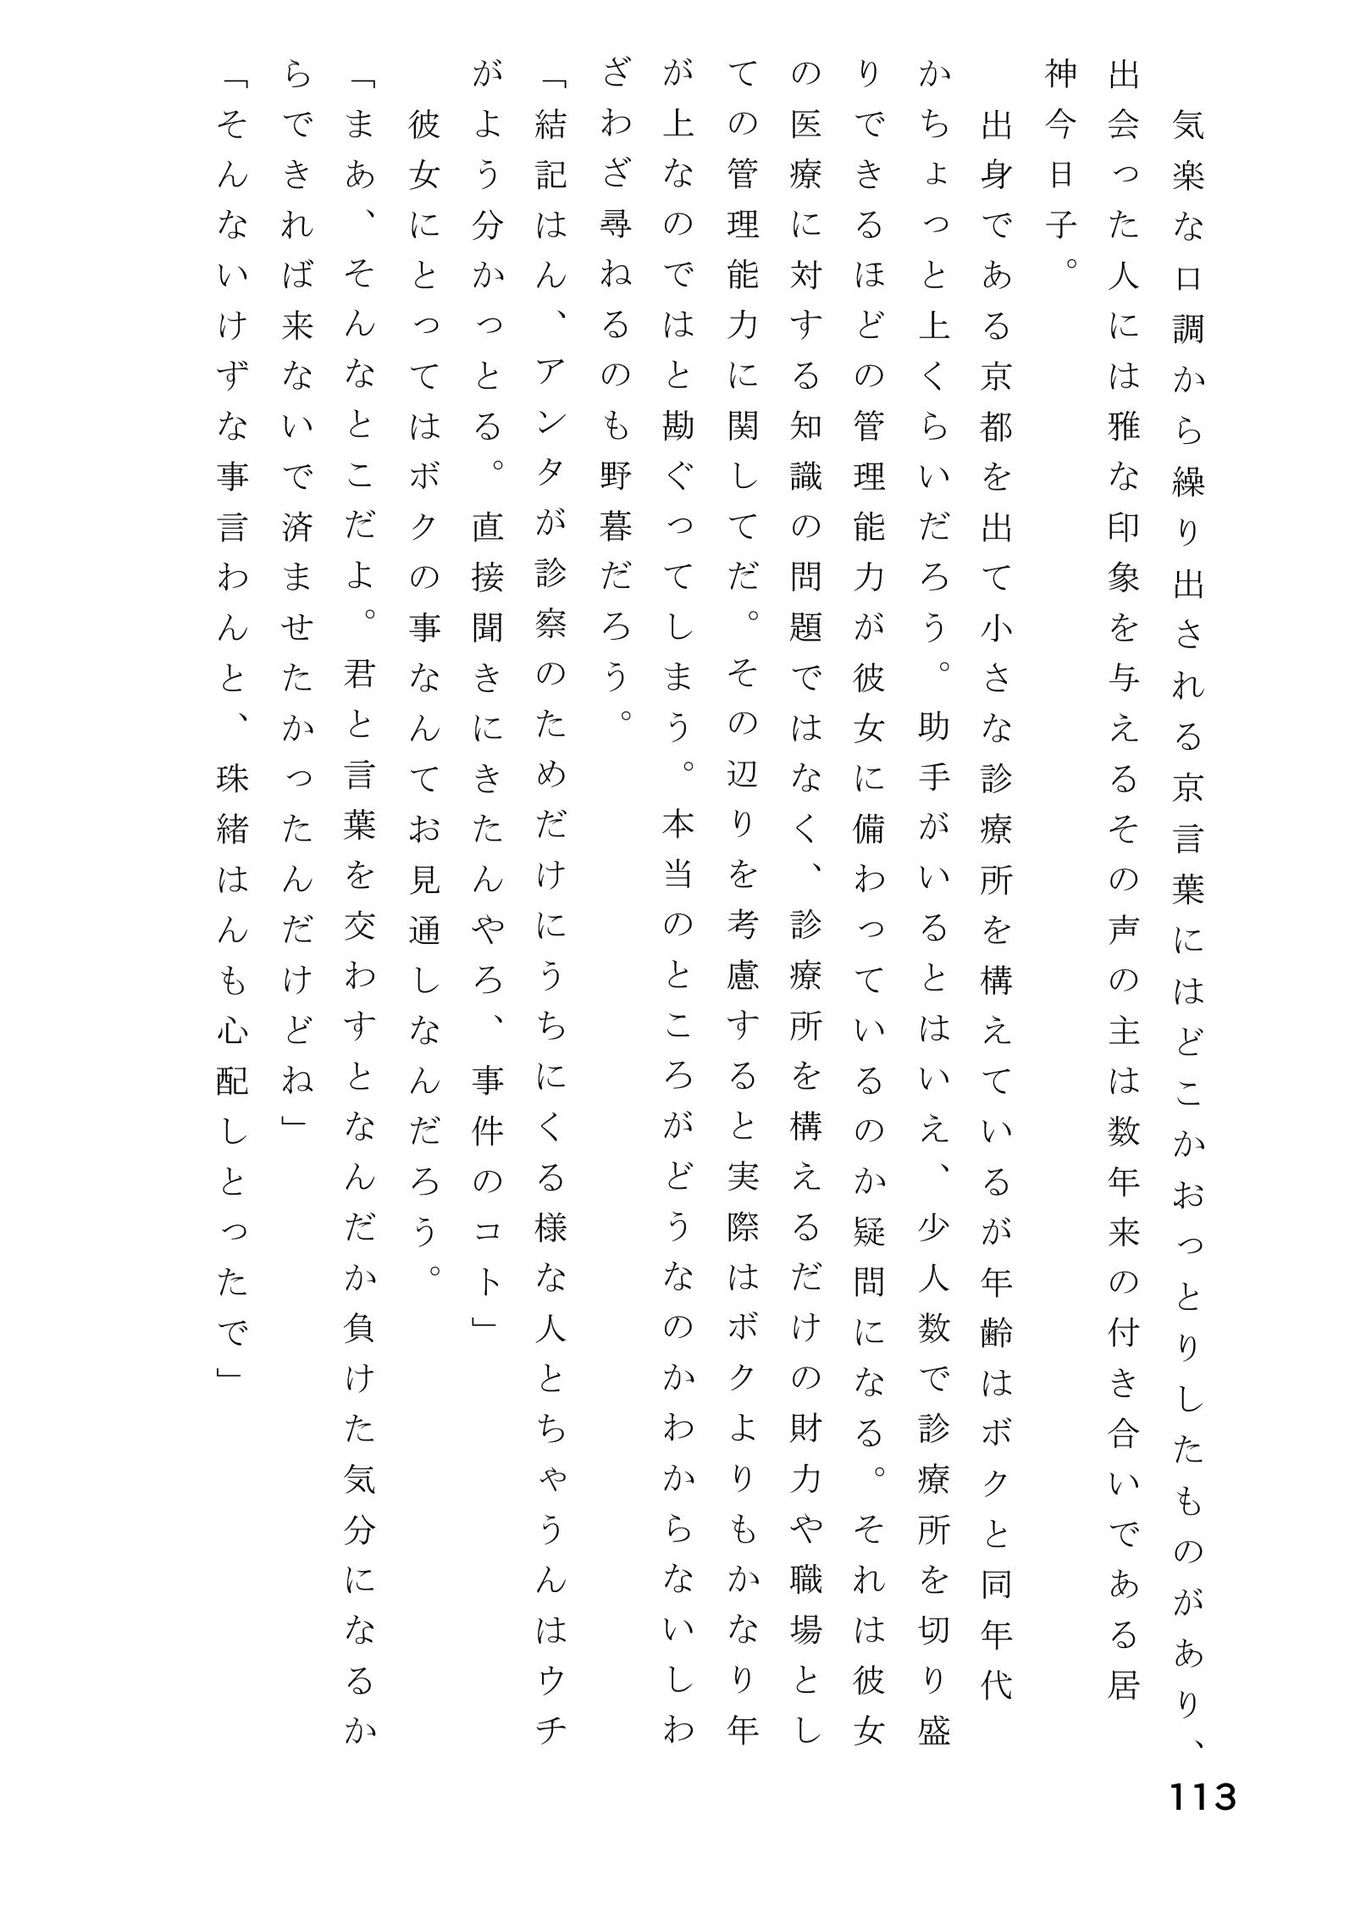 気楽な口調から繰り出される京言葉にはどこかおっとりしたものがあり、
出会った人には雅な印象を与えるその声の主は数年来の付き合いである居
神今日子。
出身である京都を出て小さな診療所を構えているが年齢はボクと同年代
かちょっと上くらいだろう。助手がいるとはいえ、少人数で診療所を切り盛
りできるほどの管理能力が彼女に備わっているのか疑問になる。それは彼女
の医療に対する知識の問題ではなく、診療所を構えるだけの財力や職場とし
ての管理能力に関してだ。その辺りを考慮すると実際はボクよりもかなり年
が上なのではと勘ぐってしまう。本当のところがどうなのかわからないしわ
ざわざ尋ねるのも野暮だろう。
「結記はん、アンタが診察のためだけにうちにくる様な人とちゃうんはウチ
がよう分かっとる。直接聞きにきたんやろ、事件のコト」
彼女にとってはボクの事なんてお見通しなんだろう。
「まあ、そんなとこだよ。君と言葉を交わすとなんだか負けた気分になるか
らできれば来ないで済ませたかったんだけどね」
「そんないけずな事言わんと、珠緒はんも心配しとったで」
113